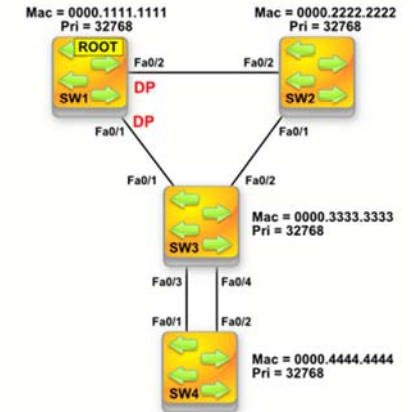 Mac = 0000.1111.1111
Pri = 32768
Mac = 0000.2222.2222
Pri = 32768
ROOT
SW1
Fa0/2
Fa0/2
SW2
DP
DP
Fa0/1
Fa0/1
Fa0/1
Fa0/2
SW3
Mac = 0000.3333.3333
Pri = 32768
Fa0/3
Fa0/4
Fa0/1
Fa0/2
SW4
Mac = 0000.4444.4444
Pri = 32768